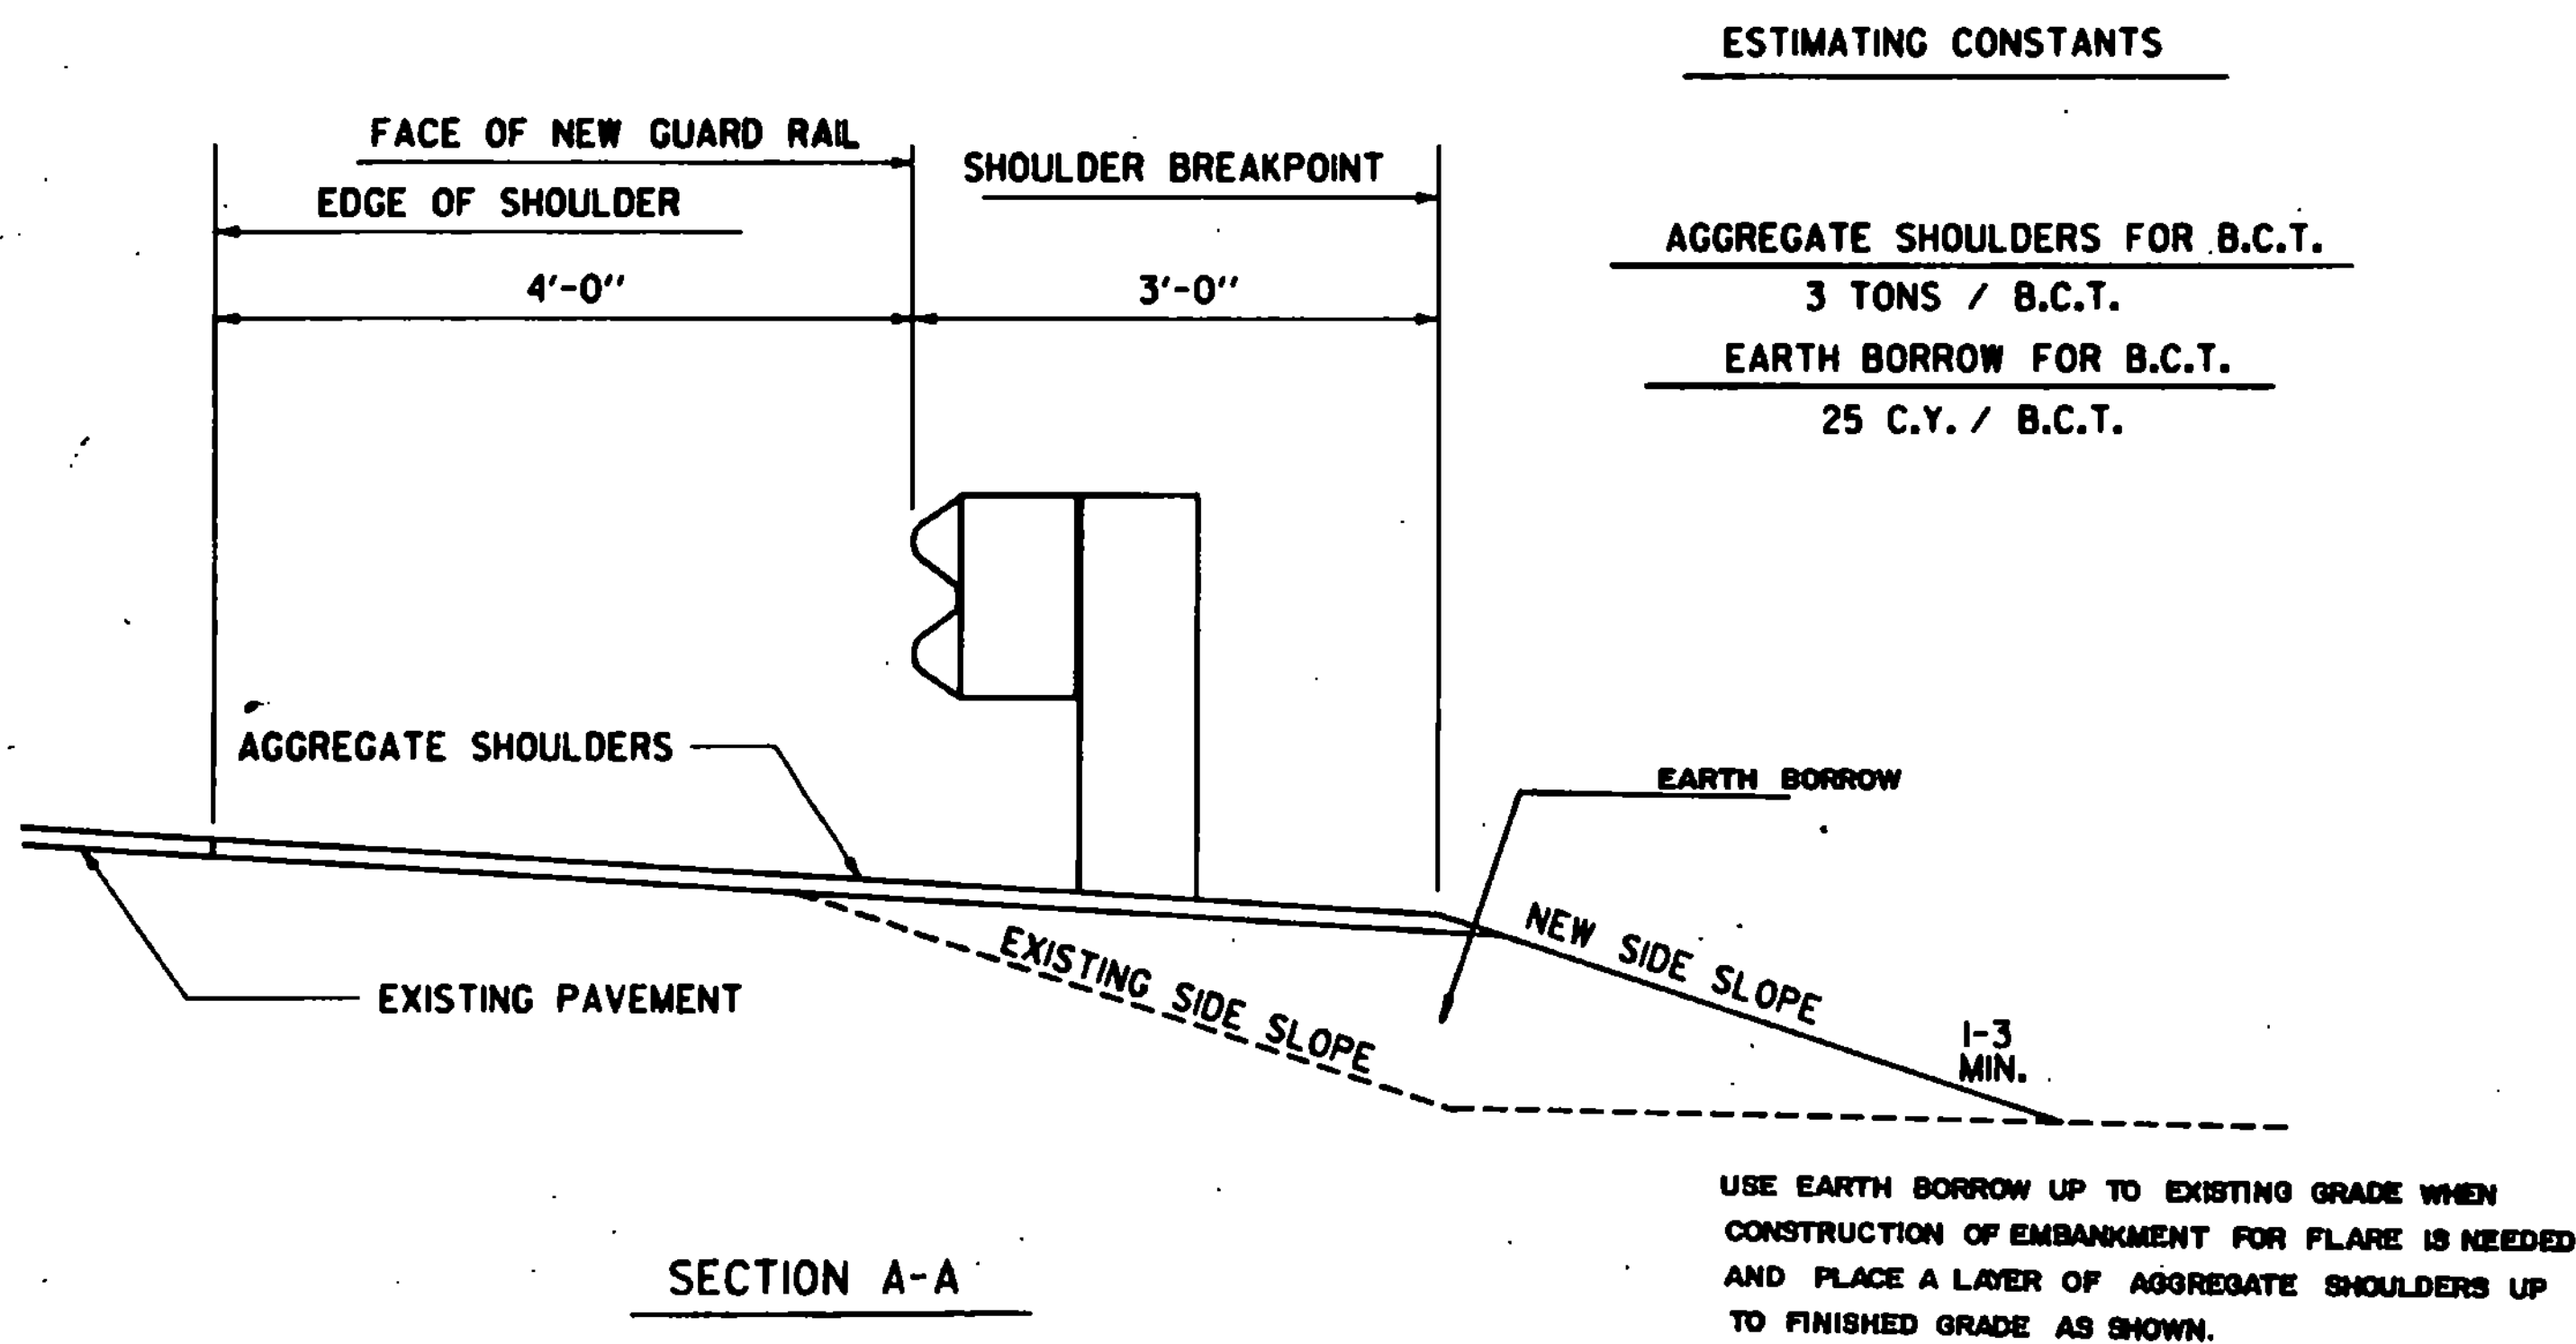 ESTIMATING CONSTANTS
FACE OF NEW GUARD RAIL
SHOULDER BREAKPOINT
EDGE OF SHOULDER
AGGREGATE SHOULDERS FOR B.C.T.
4'-0"
3'-0"
3 TONS / B.C.T.
EARTH BORROW FOR B.C.T.
25 C.Y. / B.C.T.
AGGREGATE SHOULDERS
EARTH BORROW
NEW SIDE SLOPE
EXISTING SIDE SLOPE
EXISTING PAVEMENT
1-3
MIN.
USE EARTH BORROW UP TO EXISTING GRADE WHEN
CONSTRUCTION OF EMBANKMENT FOR FLARE IS NEEDED
AND PLACE A LAYER OF AGGREGATE SHOULDERS UP
TO FINISHED GRADE AS SHOWN.
SECTION A-A